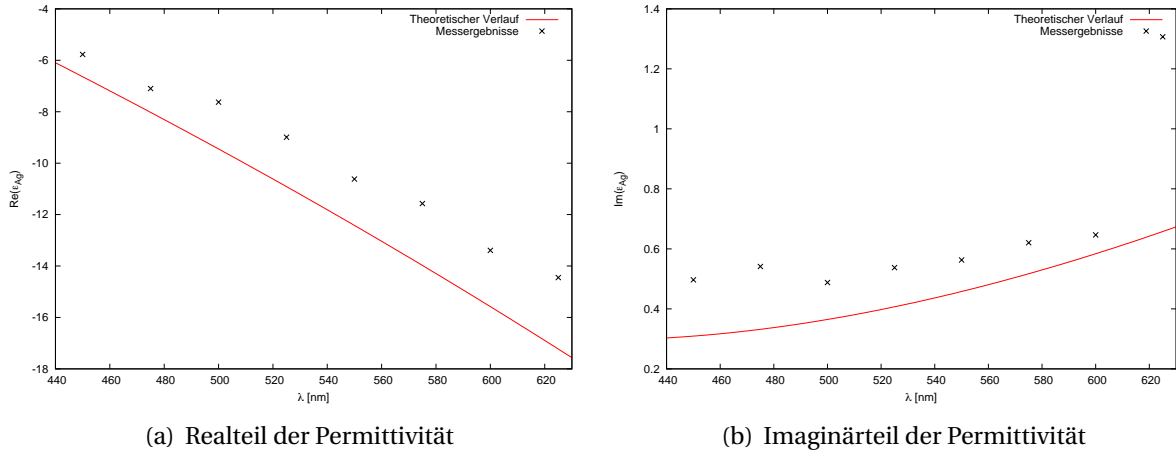 -4
-6
-8
-10
-12
-14
-16
-18
440 460 480 500 520 540 560 580 600 620
Re(εAg)
λ [nm]
Theoretischer Verlauf
Messergebnisse
(a) Realteil der Permittivität
1.4
1.2
1
0.8
0.6
0.4
0.2
440 460 480 500 520 540 560 580 600 620
Im(εAg)
λ [nm]
Theoretischer Verlauf
Messergebnisse
(b) Imaginärteil der Permittivität